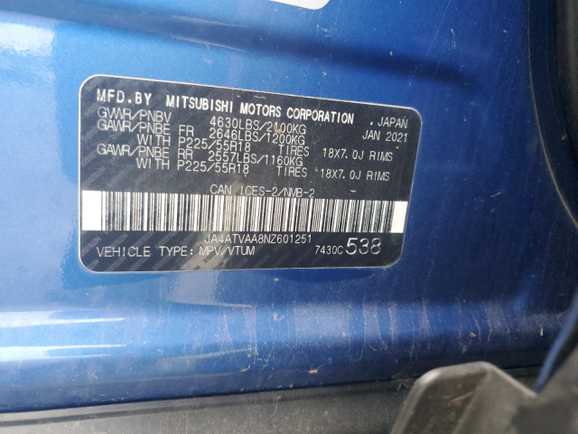 MFD.BY MITSUBISHI MOTORS CORPORATION , JAPAN
GVWR/PNBV 4630LBS/2100KG JAN 2021
GAWR/PNBE FR 2646LBS/1200KG
WITH P225/55R18 TIRES 18X7.0J RIMS
GAWR/PNBE RR 2557LBS/1160KG
WITH P225/55R18 TIRES 18X7.0J RIMS
CAN ICES-2/NMB-2 -
JA4ATVAA8NZ601251
VEHICLE TYPE: MPV/VTUM 7430C 538